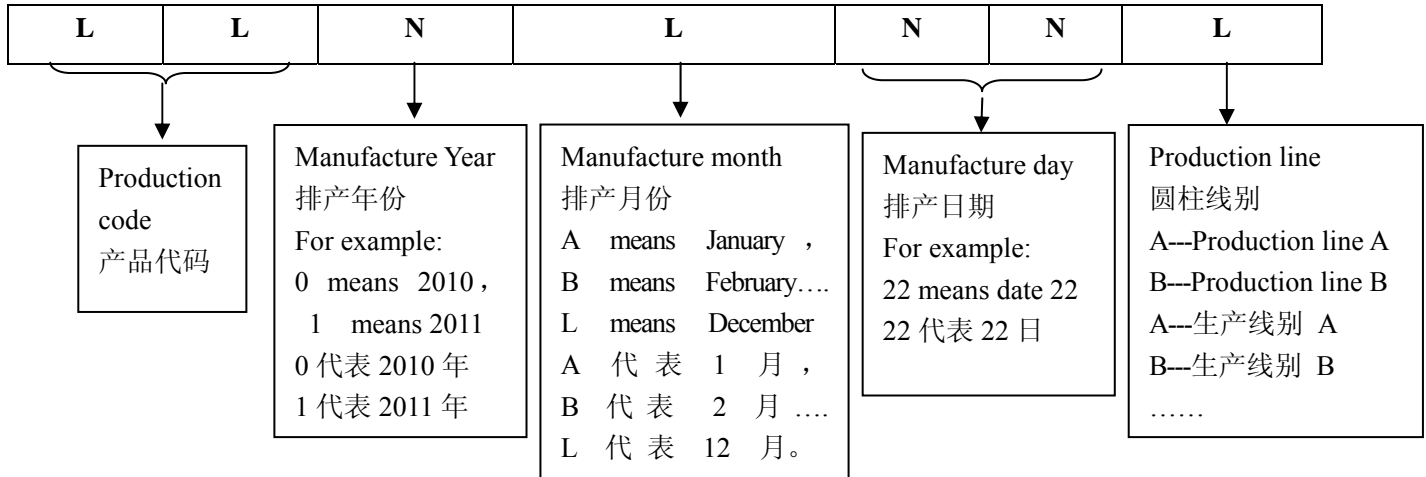 L L N L N N L
Production
code
产品代码
Manufacture Year
排产年份
For example:
0 means 2010，
1 means 2011
0 代表 2010 年
1 代表 2011 年
Manufacture month
排产月份
A means January ，
B means February….
L means December
A 代 表 1 月 ，
B 代 表 2 月 ….
L 代 表 12 月。
Manufacture day
排产日期
For example:
22 means date 22
22 代表 22 日
Production line
圆柱线别
A---Production line A
B---Production line B
A---生产线别 A
B---生产线别 B
……